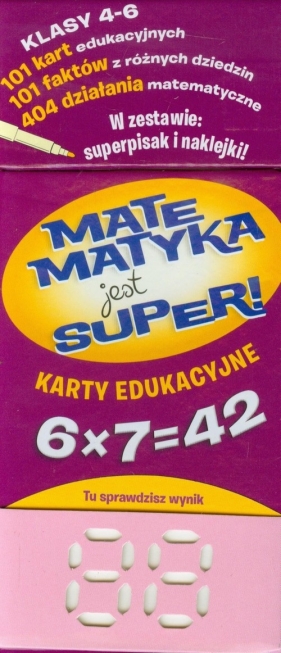 KLASY 4-6
101 kart edukacyjnych
101 faktów z różnych dziedzin
404 działania matematyczne
W zestawie:
superpisak i naklejki!
MATE
MATYKA
jest
SUPER!
KARTY EDUKACYJNE
6×7=42
Tu sprawdzisz wynik
88